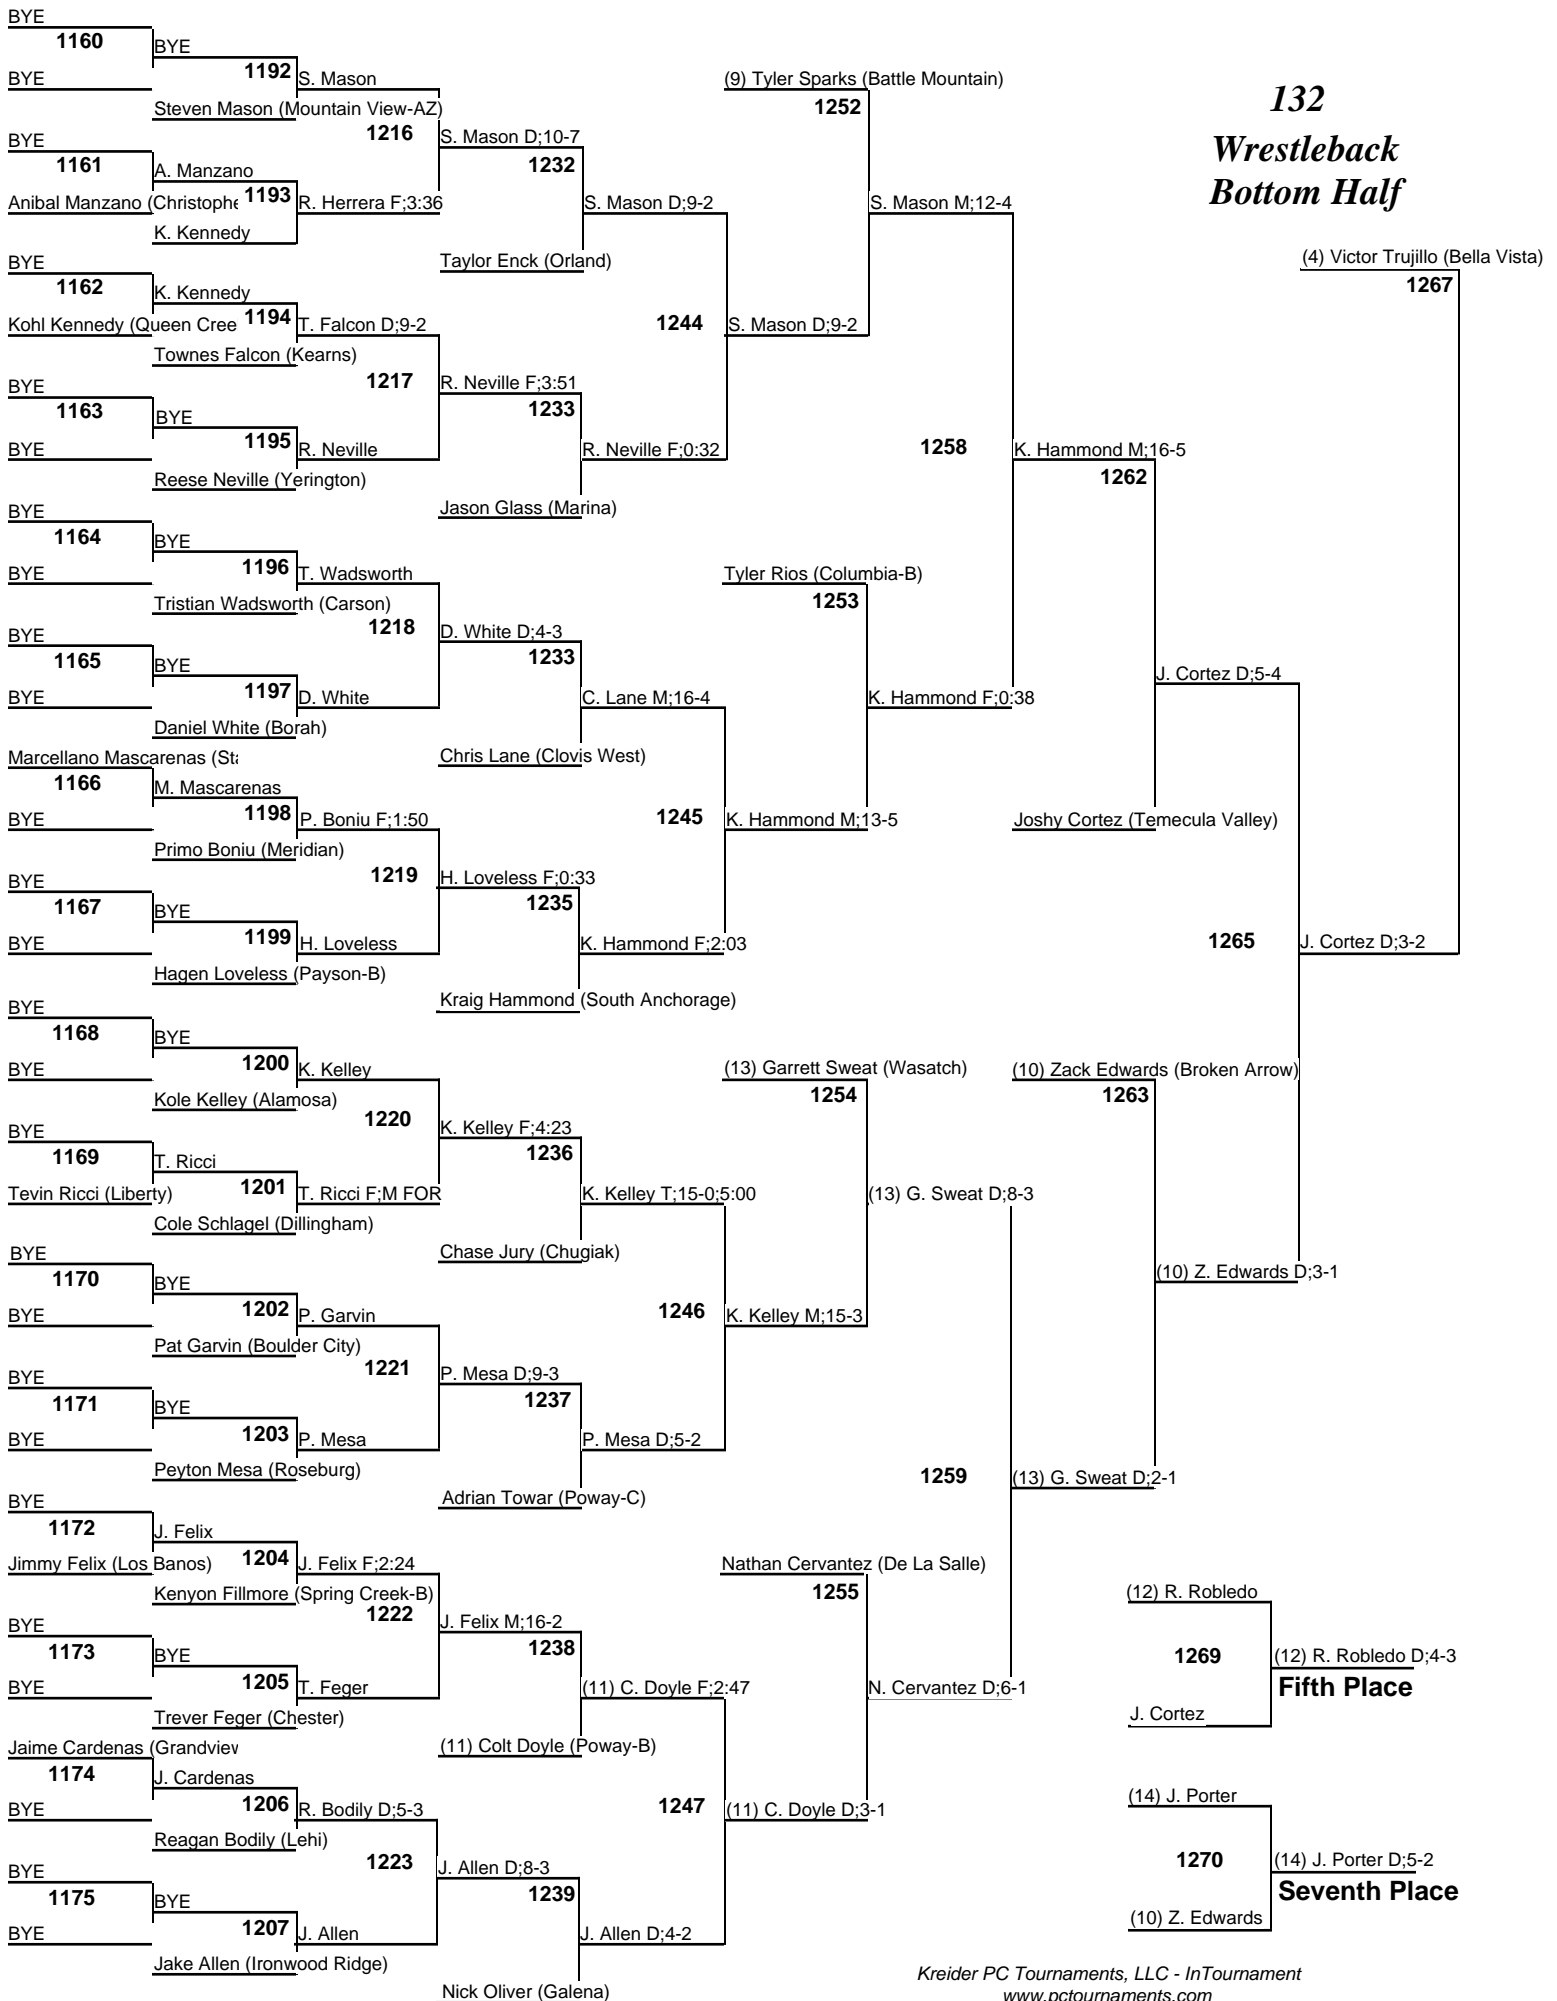 BYE
1160
BYE
BYE
1192
S. Mason
Steven Mason (Mountain View-AZ)
1216
S. Mason D;10-7
1232
BYE
1161
A. Manzano
Anibal Manzano (Christophe
1193
R. Herrera F;3:36
K. Kennedy
S. Mason D;9-2
Taylor Enck (Orland)
BYE
1162
K. Kennedy
Kohl Kennedy (Queen Cree
1194
T. Falcon D;9-2
Townes Falcon (Kearns)
1217
R. Neville F;3:51
1233
BYE
1163
BYE
BYE
1195
R. Neville
Reese Neville (Yerington)
R. Neville F;0:32
Jason Glass (Marina)
1244
S. Mason D;9-2
(9) Tyler Sparks (Battle Mountain)
1252
S. Mason M;12-4
132
Wrestleback
Bottom Half
(4) Victor Trujillo (Bella Vista)
1267
BYE
1164
BYE
BYE
1196
T. Wadsworth
Tristian Wadsworth (Carson)
1218
D. White D;4-3
1233
BYE
1165
BYE
BYE
1197
D. White
Daniel White (Borah)
C. Lane M;16-4
Chris Lane (Clovis West)
Marcellano Mascarenas (Sta
1166
M. Mascarenas
BYE
1198
P. Boniu F;1:50
Primo Boniu (Meridian)
1219
H. Loveless F;0:33
1235
BYE
1167
BYE
BYE
1199
H. Loveless
Hagen Loveless (Payson-B)
K. Hammond F;2:03
Kraig Hammond (South Anchorage)
1245
K. Hammond M;13-5
Tyler Rios (Columbia-B)
1253
K. Hammond F;0:38
1258
K. Hammond M;16-5
1262
J. Cortez D;5-4
Joshy Cortez (Temecula Valley)
1265
J. Cortez D;3-2
BYE
1168
BYE
BYE
1200
K. Kelley
Kole Kelley (Alamosa)
1220
K. Kelley F;4:23
1236
BYE
1169
T. Ricci
Tevin Ricci (Liberty)
1201
T. Ricci F;M FOR
Cole Schlagel (Dillingham)
K. Kelley T;15-0;5:00
Chase Jury (Chugiak)
BYE
1170
BYE
BYE
1202
P. Garvin
Pat Garvin (Boulder City)
1221
P. Mesa D;9-3
1237
BYE
1171
BYE
BYE
1203
P. Mesa
Peyton Mesa (Roseburg)
P. Mesa D;5-2
Adrian Towar (Poway-C)
1246
K. Kelley M;15-3
(13) Garrett Sweat (Wasatch)
1254
(13) G. Sweat D;8-3
(10) Zack Edwards (Broken Arrow)
1263
(10) Z. Edwards D;3-1
1259
(13) G. Sweat D;2-1
BYE
1172
J. Felix
Jimmy Felix (Los Banos)
1204
J. Felix F;2:24
Kenyon Fillmore (Spring Creek-B)
1222
J. Felix M;16-2
1238
BYE
1173
BYE
BYE
1205
T. Feger
Trever Feger (Chester)
(11) C. Doyle F;2:47
(11) Colt Doyle (Poway-B)
Jaime Cardenas (Grandview
1174
J. Cardenas
BYE
1206
R. Bodily D;5-3
Reagan Bodily (Lehi)
1223
J. Allen D;8-3
1239
BYE
1175
BYE
BYE
1207
J. Allen
Jake Allen (Ironwood Ridge)
J. Allen D;4-2
Nick Oliver (Galena)
1247
(11) C. Doyle D;3-1
Nathan Cervantez (De La Salle)
1255
N. Cervantez D;6-1
(12) R. Robledo
1269
(12) R. Robledo D;4-3
Fifth Place
J. Cortez
(14) J. Porter
1270
(14) J. Porter D;5-2
Seventh Place
(10) Z. Edwards
Kreider PC Tournaments, LLC - InTournament
www.pctournaments.com